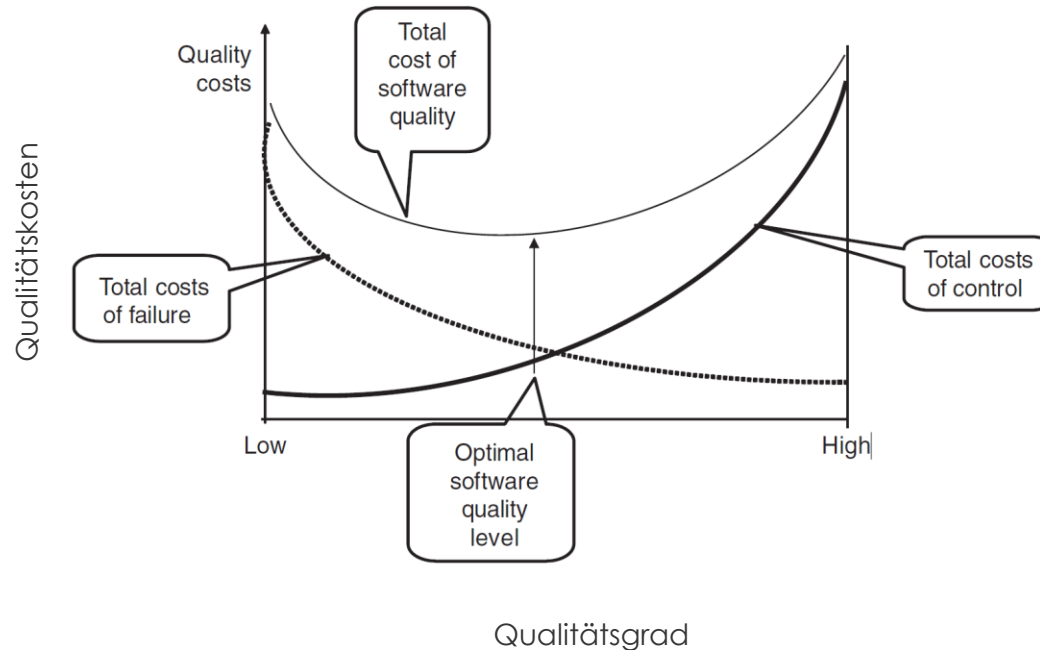 Total
cost of
software
quality
Quality
costs
Qualitätskosten
Total costs
of failure
Total costs
of control
Low
High
Optimal
software
quality
level
Qualitätsgrad